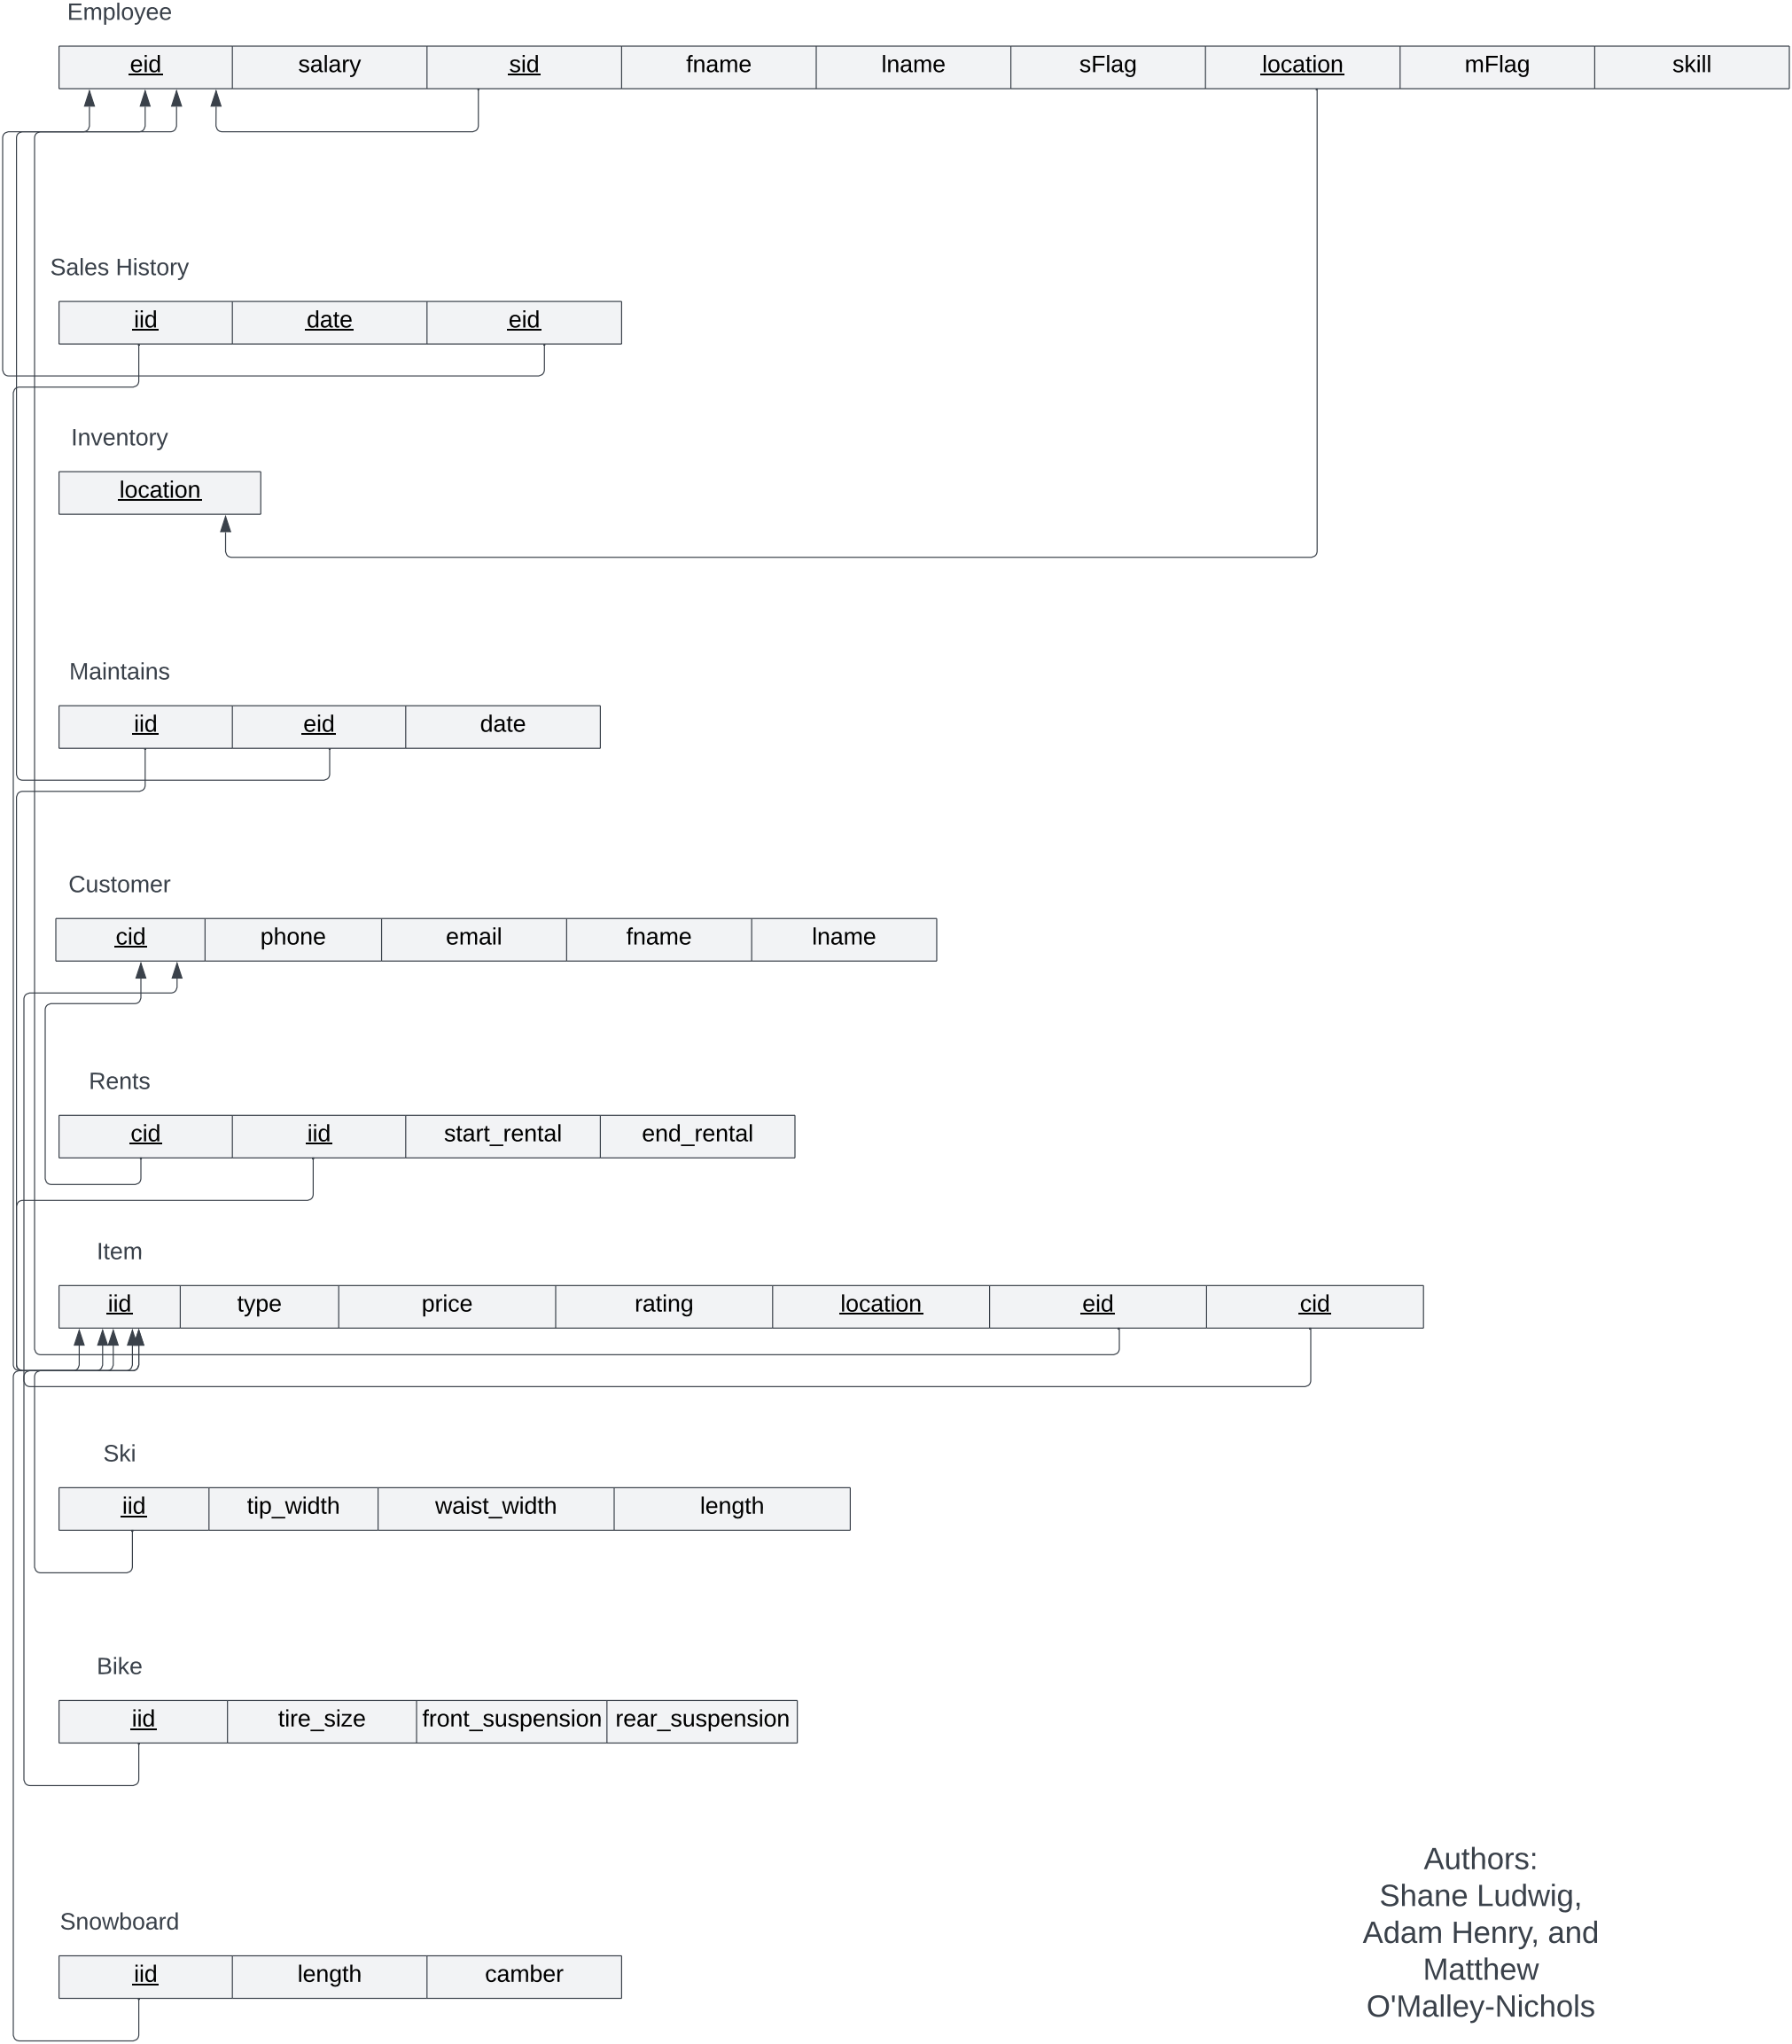 Employee
eid salary sid fname lname sFlag location mFlag skill
Sales History
iid date eid
Inventory
location
Maintains
iid eid date
Customer
cid phone email fname lname
Rents
cid iid start_rental end_rental
Item
iid type price rating location eid cid
Ski
iid tip_width waist_width length
Bike
iid tire_size front_suspension rear_suspension
Snowboard
iid length camber
Authors:
Shane Ludwig,
Adam Henry, and
Matthew
O'Malley-Nichols